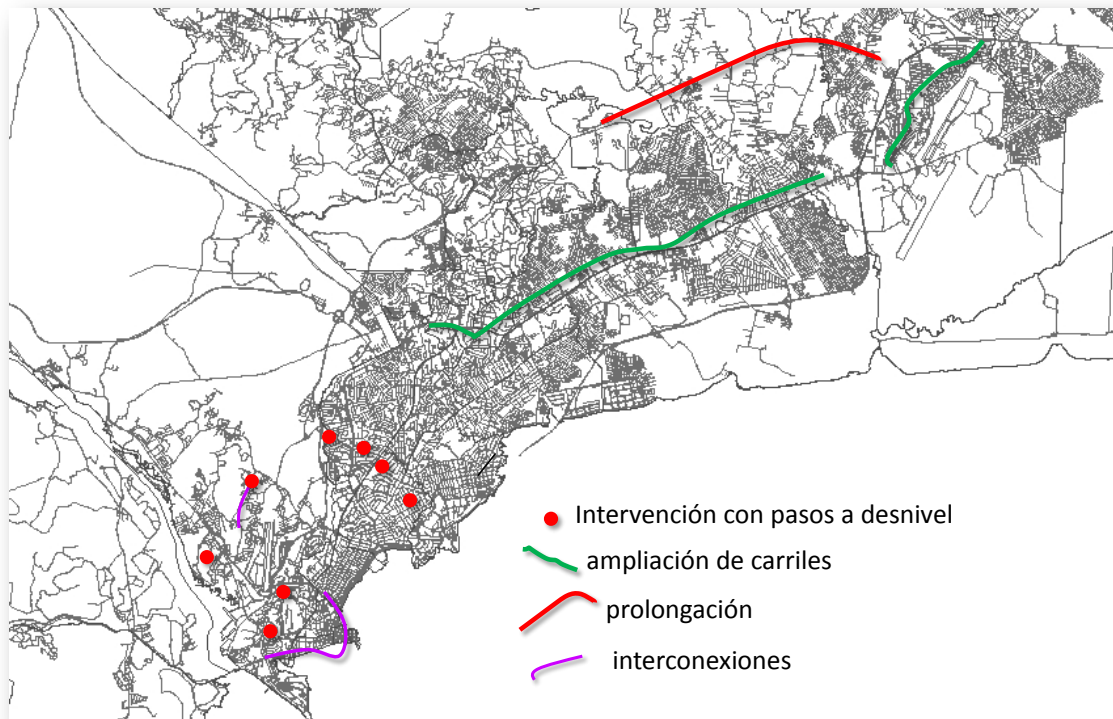 Intervención con pasos a desnivel
ampliación de carriles
prolongación
interconexiones